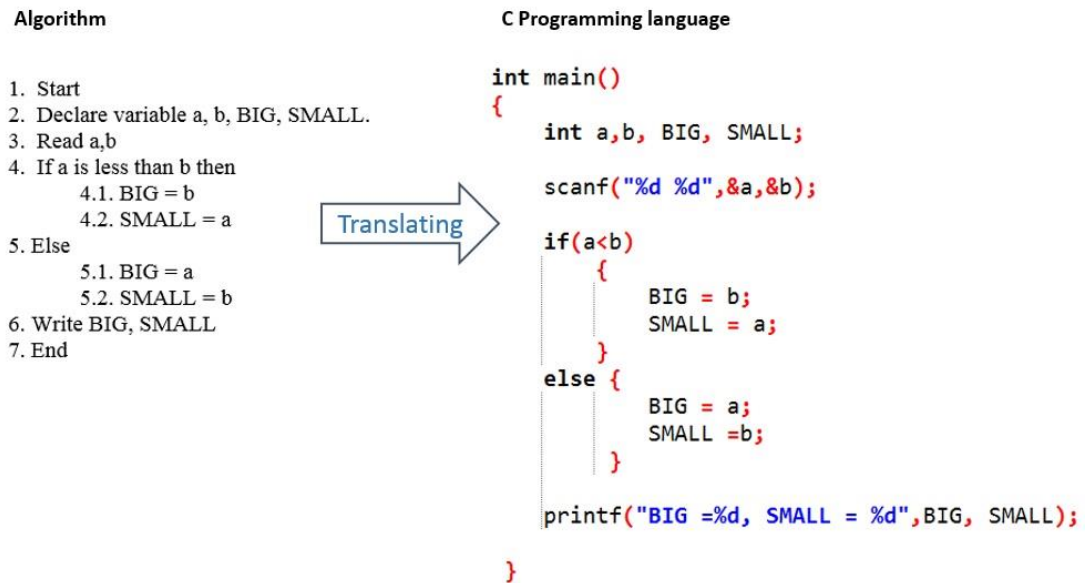 Algorithm
1. Start
2. Declare variable a, b, BIG, SMALL.
3. Read a,b
4. If a is less than b then
4.1. BIG = b
4.2. SMALL = a
5. Else
5.1. BIG = a
5.2. SMALL = b
6. Write BIG, SMALL
7. End
Translating
C Programming language
int main()
{
int a,b, BIG, SMALL;
scanf("%d %d",&a,&b);
if(a<b)
{
BIG = b;
SMALL = a;
}
else {
BIG = a;
SMALL =b;
}
printf("BIG =%d, SMALL = %d",BIG, SMALL);
}